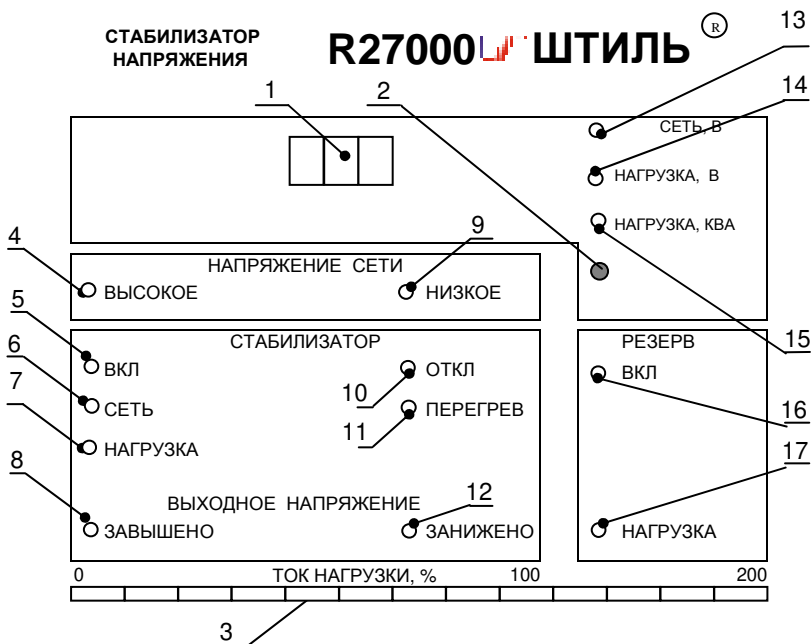 СТАБИЛИЗАТОР
НАПРЯЖЕНИЯ
R27000 ШТИЛЬ ®
13
1
2
14
СЕТЬ, В
НАГРУЗКА, В
НАГРУЗКА, КВА
4
9
НАПРЯЖЕНИЕ СЕТИ
ВЫСОКОЕ
НИЗКОЕ
5
СТАБИЛИЗАТОР
РЕЗЕРВ
15
6
ВКЛ
ОТКЛ
ВКЛ
7
СЕТЬ
10
ПЕРЕГРЕВ
16
11
НАГРУЗКА
17
8
12
ВЫХОДНОЕ НАПРЯЖЕНИЕ
ЗАВЫШЕНО
ЗАНИЖЕНО
НАГРУЗКА
0
ТОК НАГРУЗКИ, %
100
200
3